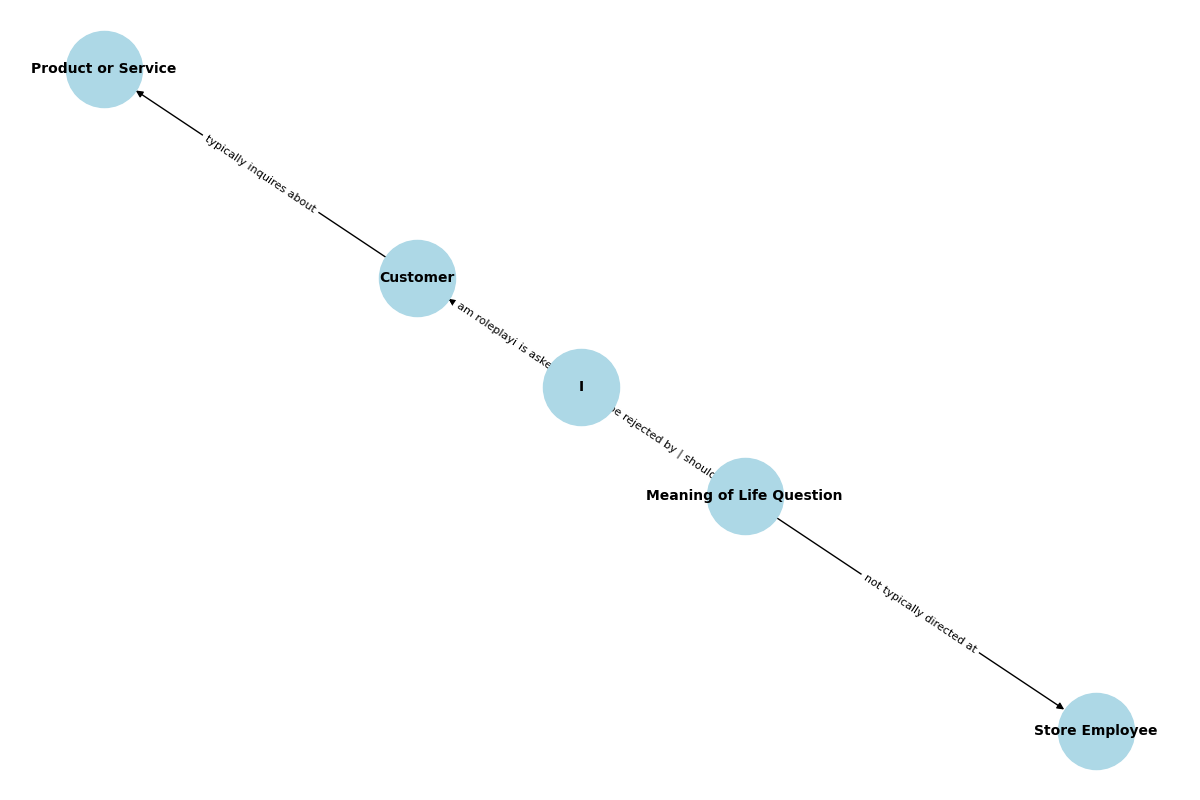 Product or Service
typically inquires about
Customer
am roleplayi is aske
I
be rejected by | shoul
Meaning of Life Question
not typically directed at
Store Employee